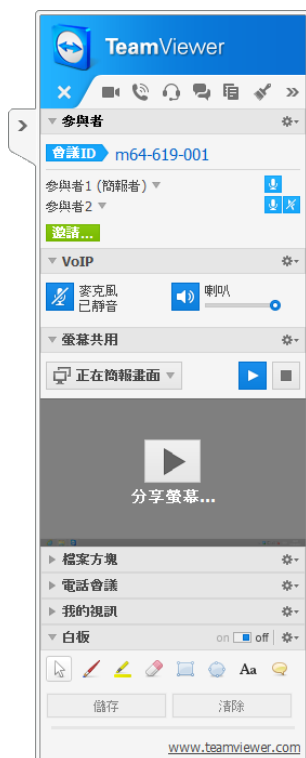 TeamViewer
參與者
會議ID m64-619-001
參與者1 (簡報者)
參與者2
邀請...
VoIP
麥克風
已靜音
喇叭
螢幕共用
正在簡報畫面
分享螢幕...
檔案方塊
電話會議
我的視訊
白板 on off
Aa
儲存 清除
www.teamviewer.com